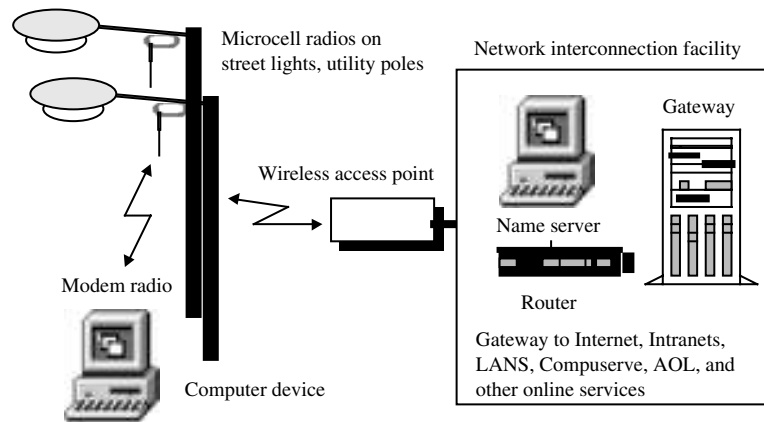 Microcell radios on
street lights, utility poles
Network interconnection facility
Gateway
Wireless access point
Name server
Modem radio
Router
Computer device
Gateway to Internet, Intranets,
LANS, Compuserve, AOL, and
other online services